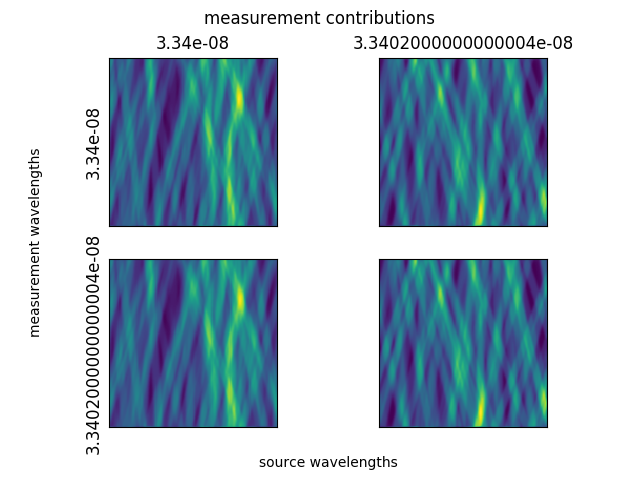 measurement contributions
3.34e-08
3.3402000000000004e-08
measurement wavelengths
3.34e-08
3.3402000000000004e-08
source wavelengths